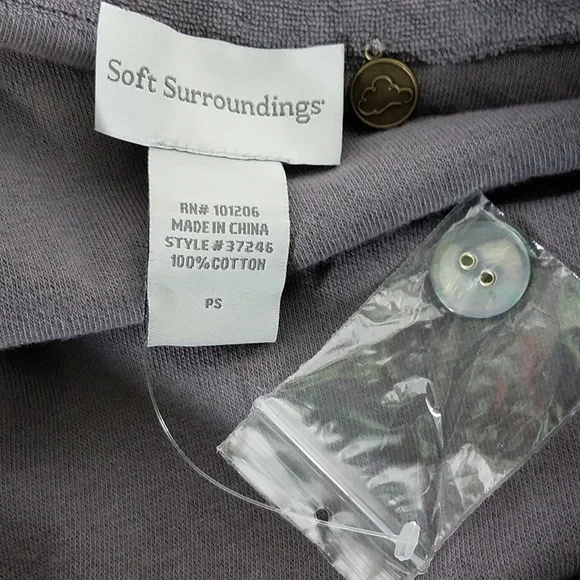 Soft Surroundings®
RN# 101206
MADE IN CHINA
STYLE #37246
100% COTTON
PS